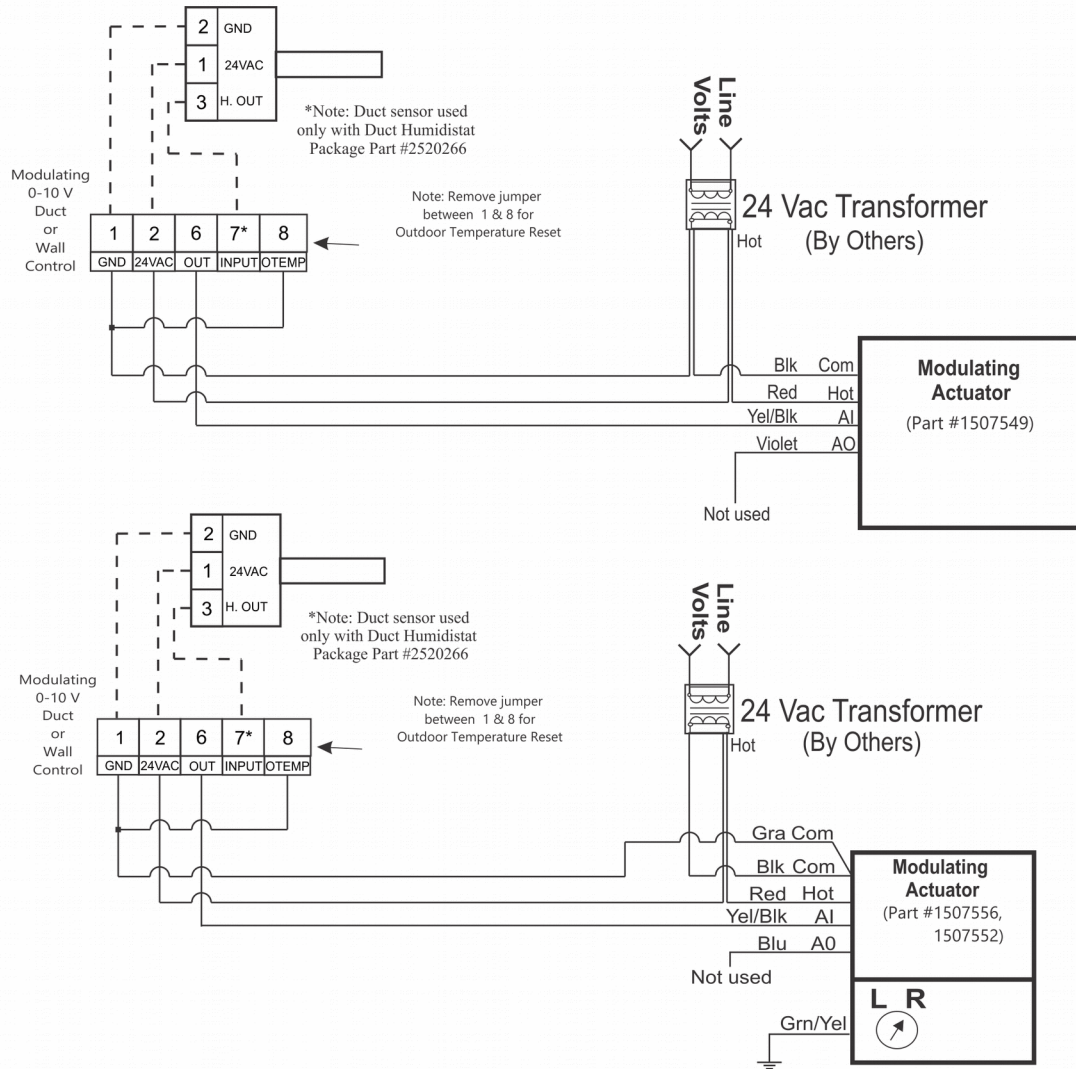 2 GND
1 24VAC
3 H. OUT
*Note: Duct sensor used
only with Duct Humidistat
Package Part #2520266
Modulating
0-10 V
Duct
or
Wall
Control
Note: Remove jumper
between 1 & 8 for
Outdoor Temperature Reset
1 2 6 7* 8
GND 24VAC OUT INPUT OTEMP
Line
Volts
24 Vac Transformer
(By Others)
Hot
Blk Com
Red Hot
Yel/Blk AI
Violet AO
Not used
Modulating
Actuator
(Part #1507549)
2 GND
1 24VAC
3 H. OUT
*Note: Duct sensor used
only with Duct Humidistat
Package Part #2520266
Modulating
0-10 V
Duct
or
Wall
Control
Note: Remove jumper
between 1 & 8 for
Outdoor Temperature Reset
1 2 6 7* 8
GND 24VAC OUT INPUT OTEMP
Line
Volts
24 Vac Transformer
(By Others)
Hot
Gra Com
Blk Com
Red Hot
Yel/Blk AI
Blu A0
Not used
Grn/Yel
Modulating
Actuator
(Part #1507556,
1507552)
L R